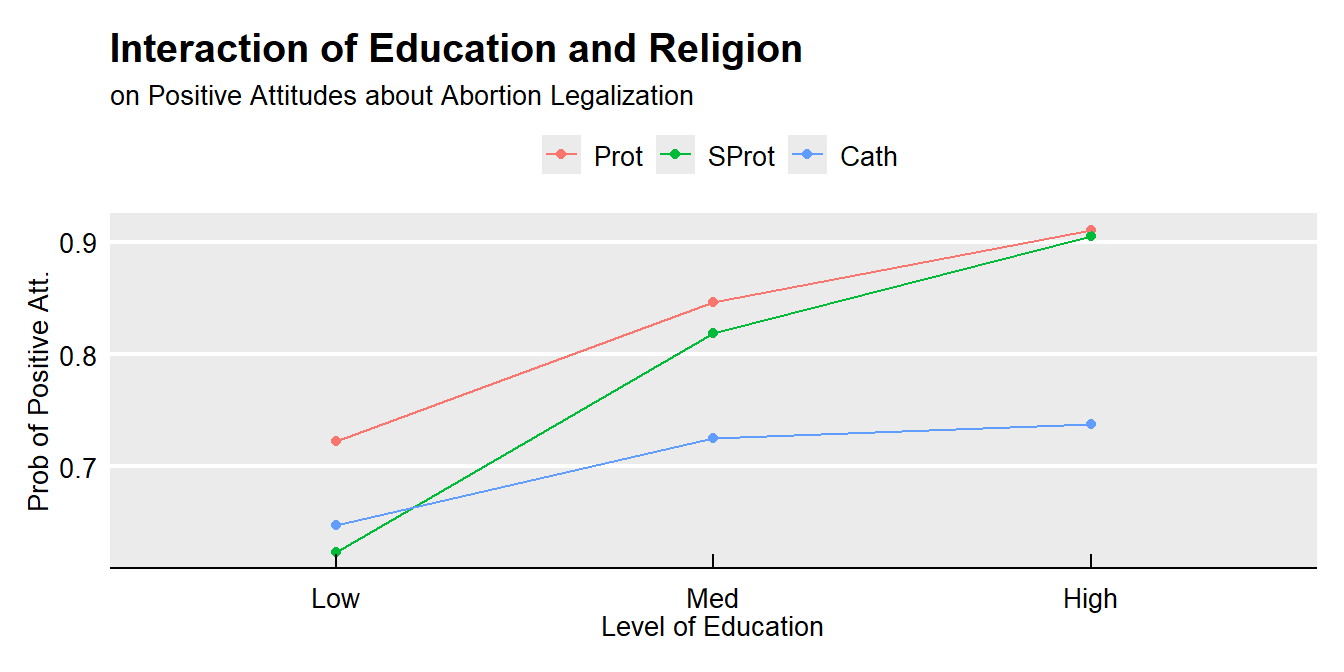 Interaction of Education and Religion
on Positive Attitudes about Abortion Legalization
Prot SProt Cath
Prob of Positive Att.
0.9
0.8
0.7
Low Med High
Level of Education